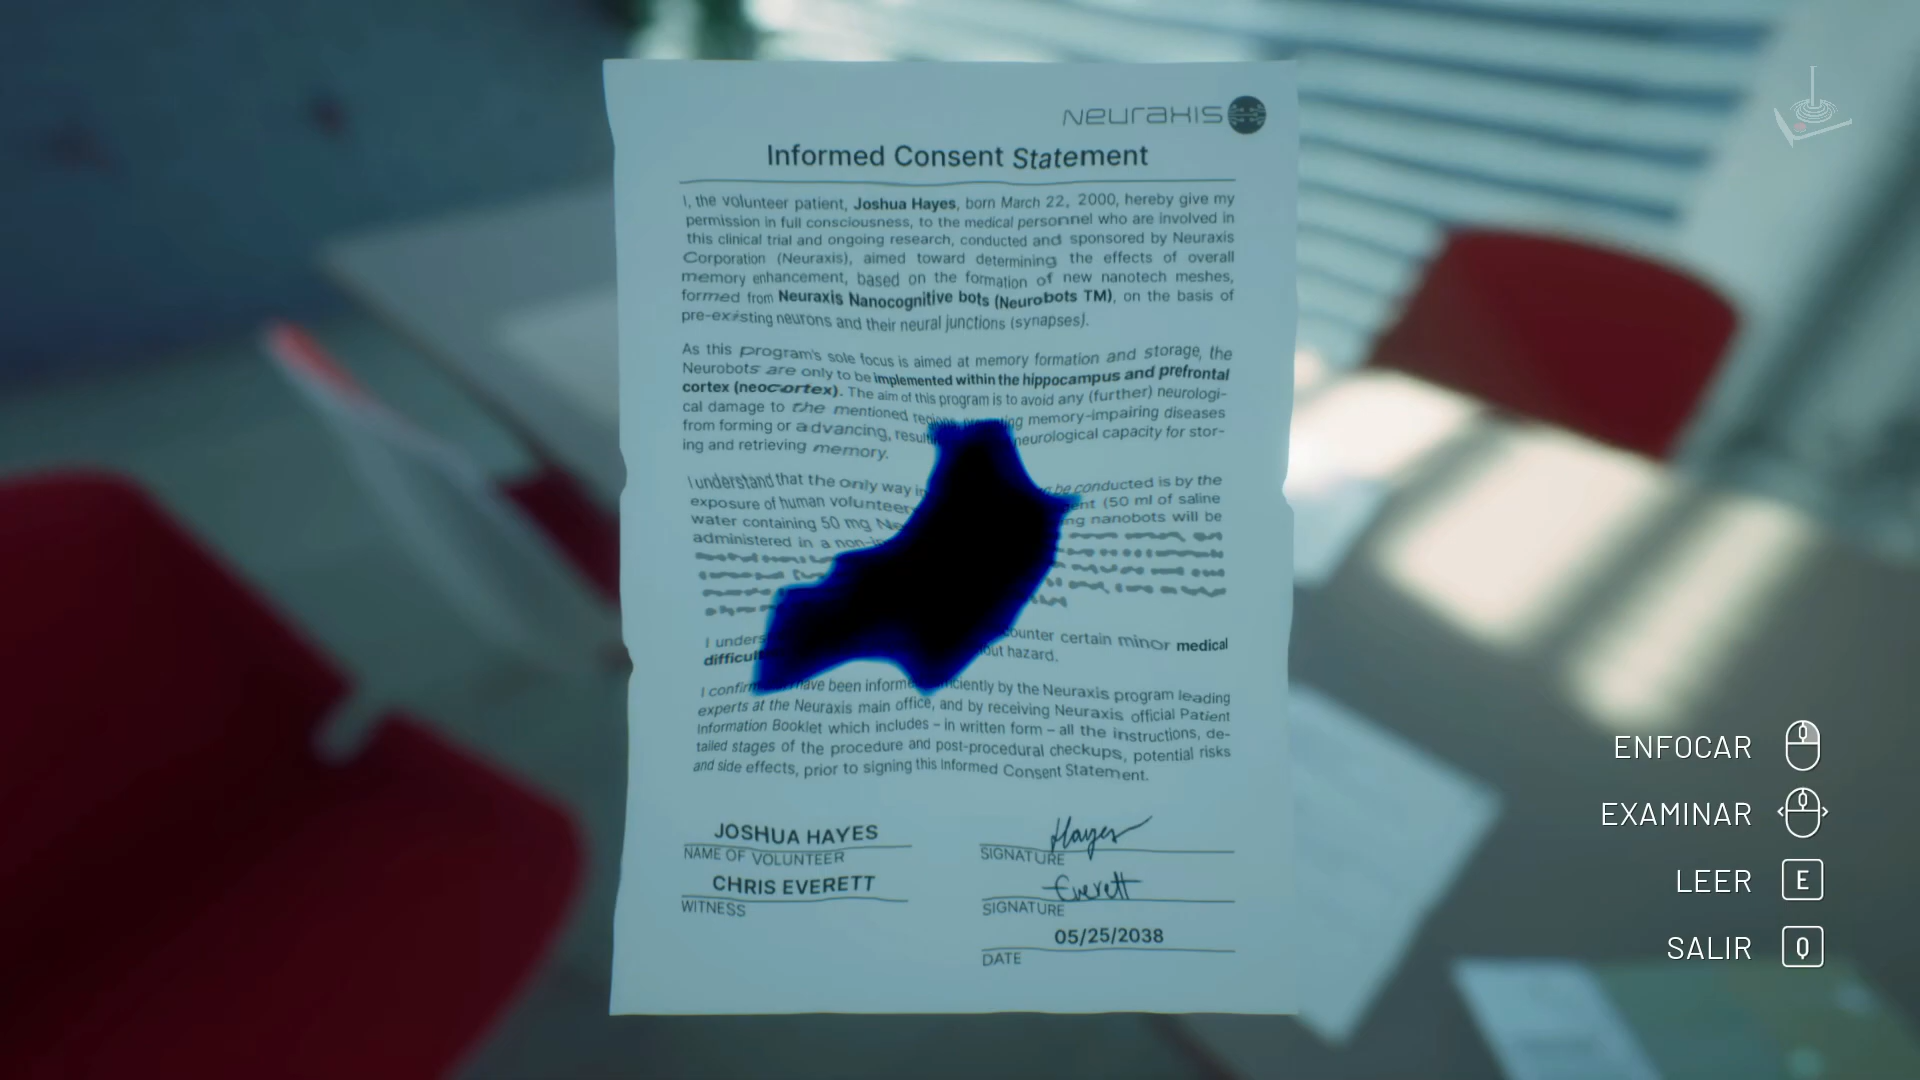 neuraxis
Informed Consent Statement
I, the volunteer patient, Joshua Hayes, born March 22, 2000, hereby give my
permission in full consciousness, to the medical personnel who are involved in
this clinical trial and ongoing research, conducted and sponsored by Neuraxis
Corporation (Neuraxis), aimed toward determining the effects of overall
memory enhancement, based on the formation of new nanotech meshes,
formed from Neuraxis Nanocognitive bots (Neurobots TM), on the basis of
pre-existing neurons and their neural junctions (synapses).
As this program's sole focus is aimed at memory formation and storage, the
Neurobots are only to be implemented within the hippocampus and prefrontal
cortex (neocortex). The aim of this program is to avoid any (further) neurologi-
cal damage to the mentioned memory-impairing diseases
from forming or advancing, neurological capacity for stor-
ing and retrieving memory.
I understand that the only way be conducted is by the
exposure of human (50 ml of saline
water containing 50 mg nanobots will be
administered in a
I counter certain minor medical
hazard.
I have been by the Neuraxis program leading
experts at the Neuraxis main office, and by receiving Neuraxis official Patient
Information Booklet which includes – in written form – all the instructions, de-
tailed stages of the procedure and post-procedural checkups, potential risks
and side effects, prior to signing this Informed Consent Statement.
JOSHUA HAYES Hayes
NAME OF VOLUNTEER SIGNATURE
CHRIS EVERETT Everett
WITNESS SIGNATURE
05/25/2038
DATE
ENFOCAR
EXAMINAR
LEER E
SALIR Q